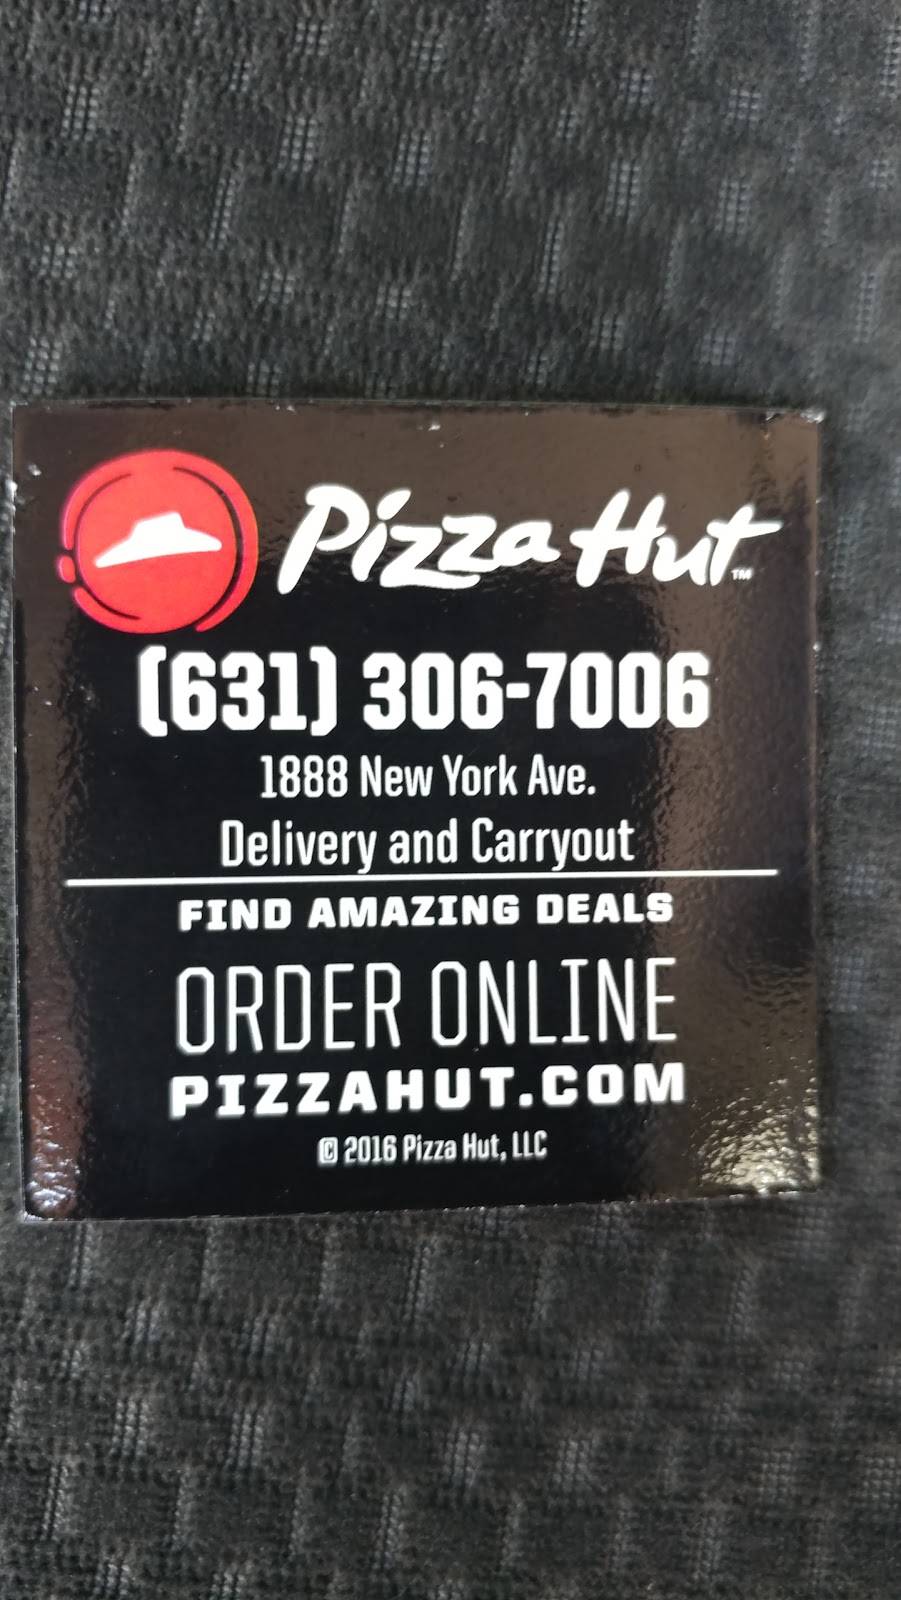 Pizza Hut™
(631) 306-7006
1888 New York Ave.
Delivery and Carryout
FIND AMAZING DEALS
ORDER ONLINE
PIZZAHUT.COM
© 2016 Pizza Hut, LLC